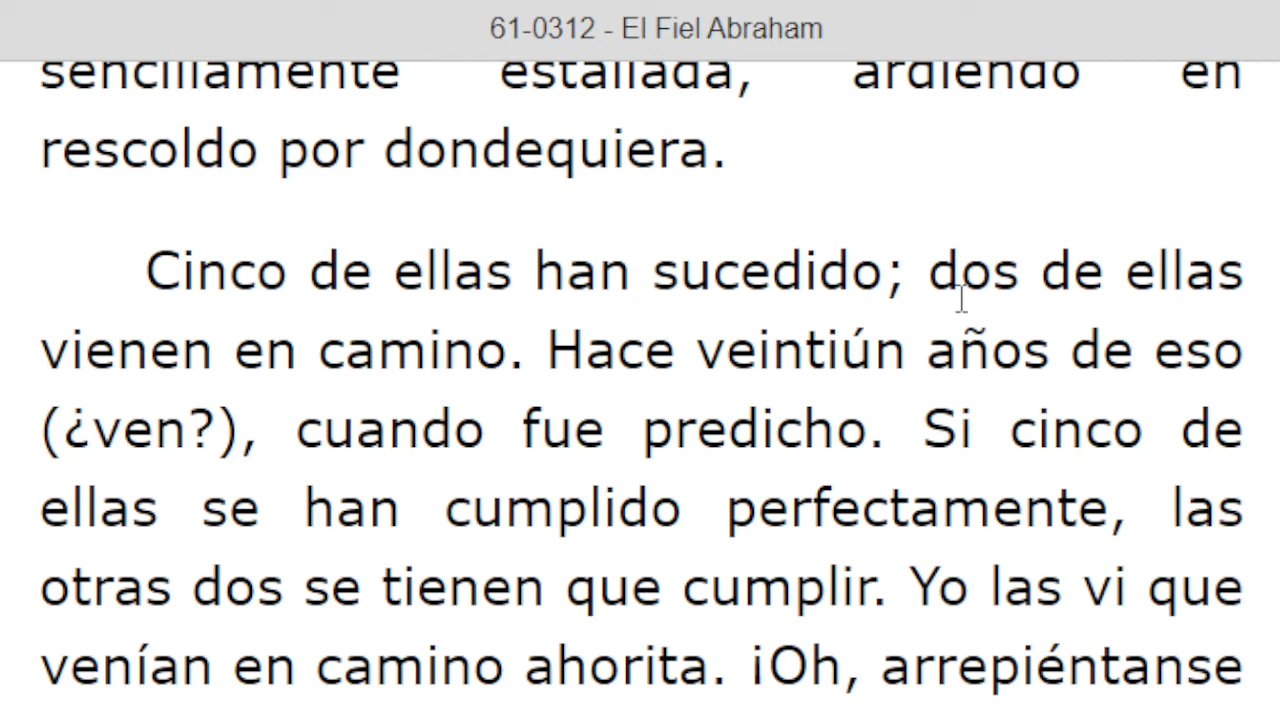 61-0312 - El Fiel Abraham
sencillamente estallada, ardiendo en
rescoldo por dondequiera.
Cinco de ellas han sucedido; dos de ellas
vienen en camino. Hace veintiún años de eso
(¿ven?), cuando fue predicho. Si cinco de
ellas se han cumplido perfectamente, las
otras dos se tienen que cumplir. Yo las vi que
venían en camino ahorita. ¡Oh, arrepiéntanse